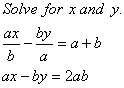 Solve for x and y.
ax/b - by/a = a + b
ax - by = 2ab